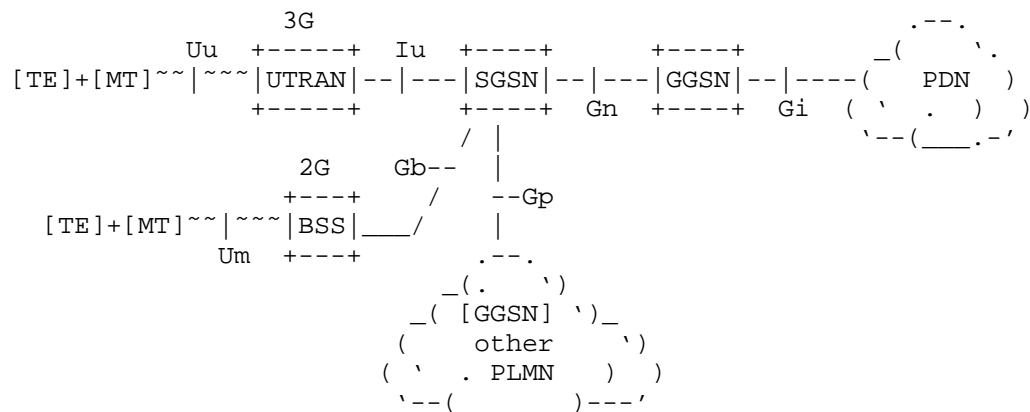 3G
Uu Iu
[TE]+[MT] UTRAN SGSN GGSN PDN
Gn Gi
2G Gb
Gp
[TE]+[MT] BSS
Um
[GGSN]
other
PLMN